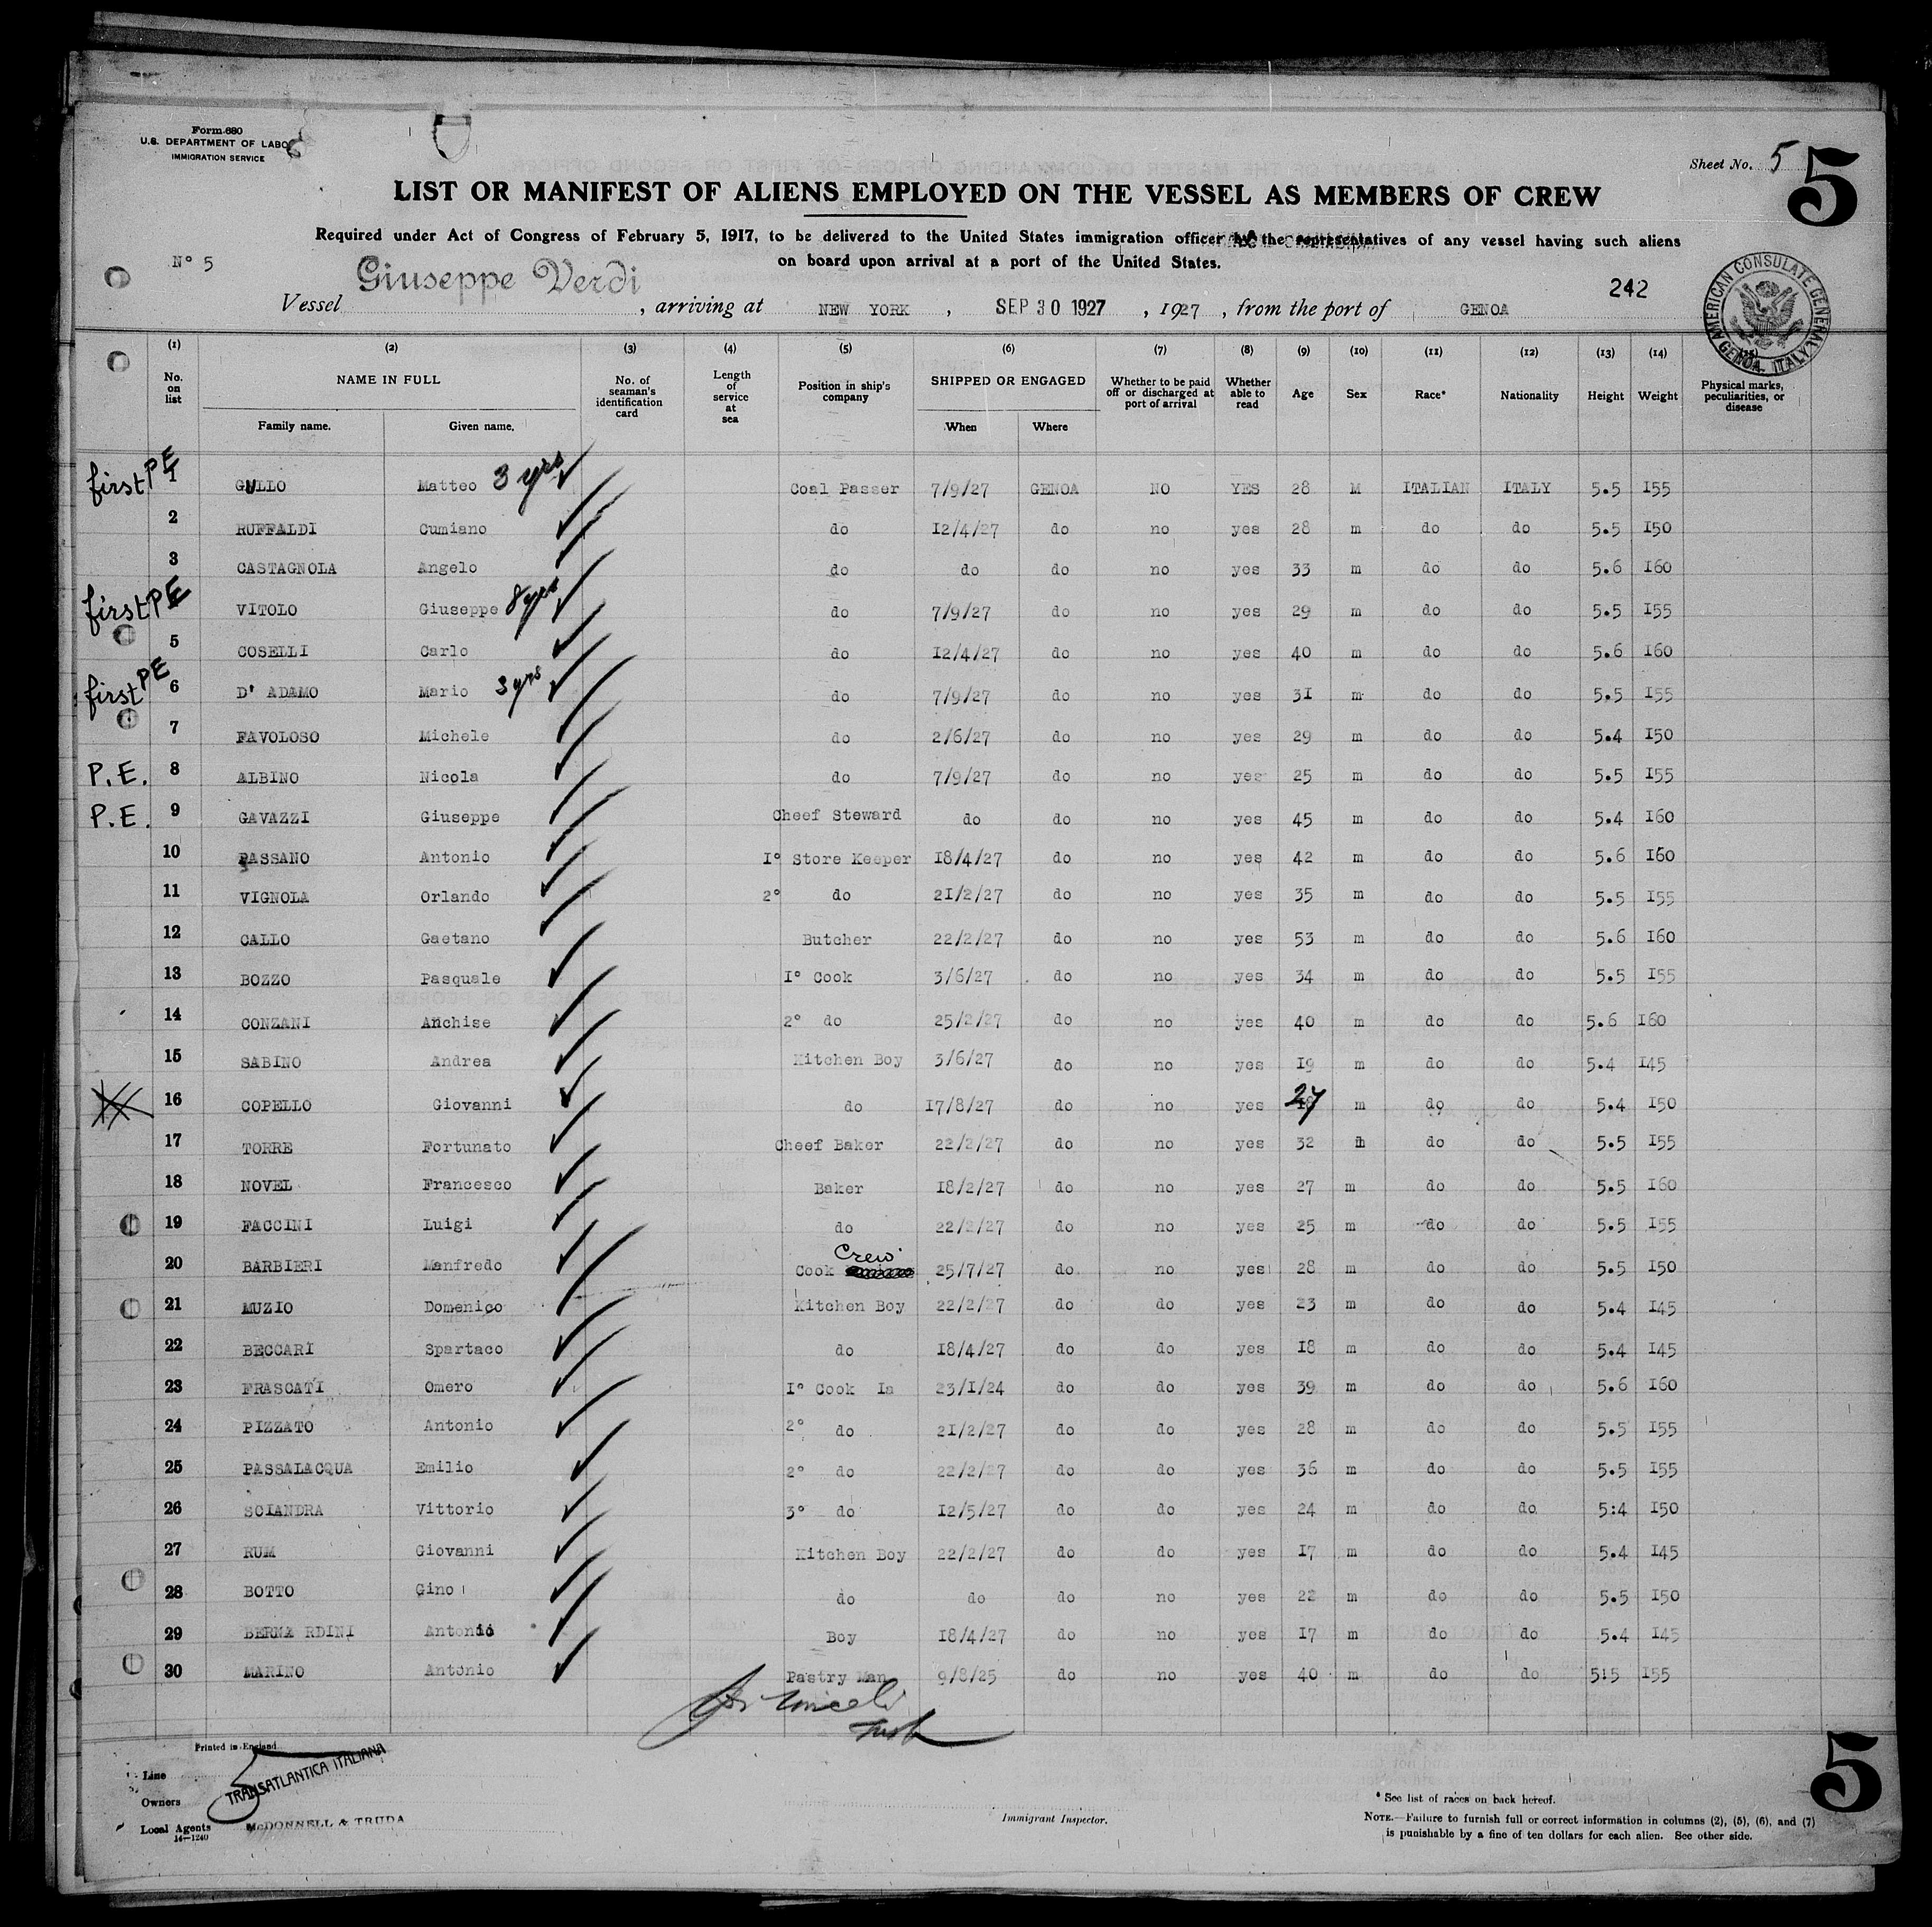 Form 680
U.S. DEPARTMENT OF LABOR
IMMIGRATION SERVICE
Sheet No. 5
5
LIST OR MANIFEST OF ALIENS EMPLOYED ON THE VESSEL AS MEMBERS OF CREW
Required under Act of Congress of February 5, 1917, to be delivered to the United States immigration officer the representatives of any vessel having such aliens
on board upon arrival at a port of the United States.
N° 5
242
AMERICAN CONSULATE GENERAL GENOA, ITALY
Vessel Giuseppe Verdi, arriving at NEW YORK, SEP 30 1927, 1927, from the port of GENOA
(1) (2) (3) (4) (5) (6) (7) (8) (9) (10) (11) (12) (13) (14)
No. on list NAME IN FULL Family name. Given name. No. of seaman's identification card Length of service at sea Position in ship's company SHIPPED OR ENGAGED When Where Whether to be paid off or discharged at port of arrival Whether able to read Age Sex Race* Nationality Height Weight Physical marks, peculiarities, or disease
first PE 1 GULLO Matteo 3 yrs Coal Passer 7/9/27 GENOA NO YES 28 M ITALIAN ITALY 5.5 155
2 RUFFALDI Cumiano do 12/4/27 do no yes 28 m do do 5.5 150
3 CASTAGNOLA Angelo do do do no yes 33 m do do 5.6 160
first PE 4 VITOLO Giuseppe 8 yrs do 7/9/27 do no yes 29 m do do 5.5 155
5 COSELLI Carlo do 12/4/27 do no yes 40 m do do 5.6 160
first PE 6 D' ADAMO Mario 3 yrs do 7/9/27 do no yes 31 m do do 5.5 155
7 FAVOLOSO Michele do 2/6/27 do no yes 29 m do do 5.4 150
P.E. 8 ALBINO Nicola do 7/9/27 do no yes 25 m do do 5.5 155
P.E. 9 GAVAZZI Giuseppe Cheef Steward do do no yes 45 m do do 5.4 160
10 PASSANO Antonio 1° Store Keeper 18/4/27 do no yes 42 m do do 5.6 160
11 VIGNOLA Orlando 2° do 21/2/27 do no yes 35 m do do 5.5 155
12 CALLO Gaetano Butcher 22/2/27 do no yes 53 m do do 5.6 160
13 BOZZO Pasquale 1° Cook 3/6/27 do no yes 34 m do do 5.5 155
14 CONZANI Anchise 2° do 25/2/27 do no yes 40 m do do 5.6 160
15 SABINO Andrea Kitchen Boy 3/6/27 do no yes 19 m do do 5.4 145
16 COPELLO Giovanni do 17/8/27 do no yes 27 m do do 5.4 150
17 TORRE Fortunato Cheef Baker 22/2/27 do no yes 32 m do do 5.5 155
18 NOVEL Francesco Baker 18/2/27 do no yes 27 m do do 5.5 160
19 FACCINI Luigi do 22/2/27 do no yes 25 m do do 5.5 155
20 BARBIERI Manfredo Cook Crew 25/7/27 do no yes 28 m do do 5.5 150
21 MUZIO Domenico Kitchen Boy 22/2/27 do do yes 23 m do do 5.4 145
22 BECCARI Spartaco do 18/4/27 do do yes 18 m do do 5.4 145
23 FRASCATI Omero 1° Cook Ia 23/1/24 do do yes 39 m do do 5.6 160
24 PIZZATO Antonio 2° do 21/2/27 do do yes 28 m do do 5.5 155
25 PASSALACQUA Emilio 2° do 22/2/27 do do yes 36 m do do 5.5 155
26 SCIANDRA Vittorio 3° do 12/5/27 do do yes 24 m do do 5:4 150
27 RUM Giovanni Kitchen Boy 22/2/27 do do yes 17 m do do 5.4 145
28 BOTTO Gino do do do no yes 22 m do do 5.5 150
29 BERNA RDINI Antonio Boy 18/4/27 do no yes 17 m do do 5.4 145
30 MARINO Antonio Pastry Man 9/8/25 do no yes 40 m do do 5:5 155
Printed in England
Line TRANSATLANTICA ITALIANA
Owners
Local Agents McDONNELL & TRUDA
14-1240
Immigrant Inspector.
* See list of races on back hereof.
NOTE.—Failure to furnish full or correct information in columns (2), (5), (6), and (7)
is punishable by a fine of ten dollars for each alien. See other side.
5